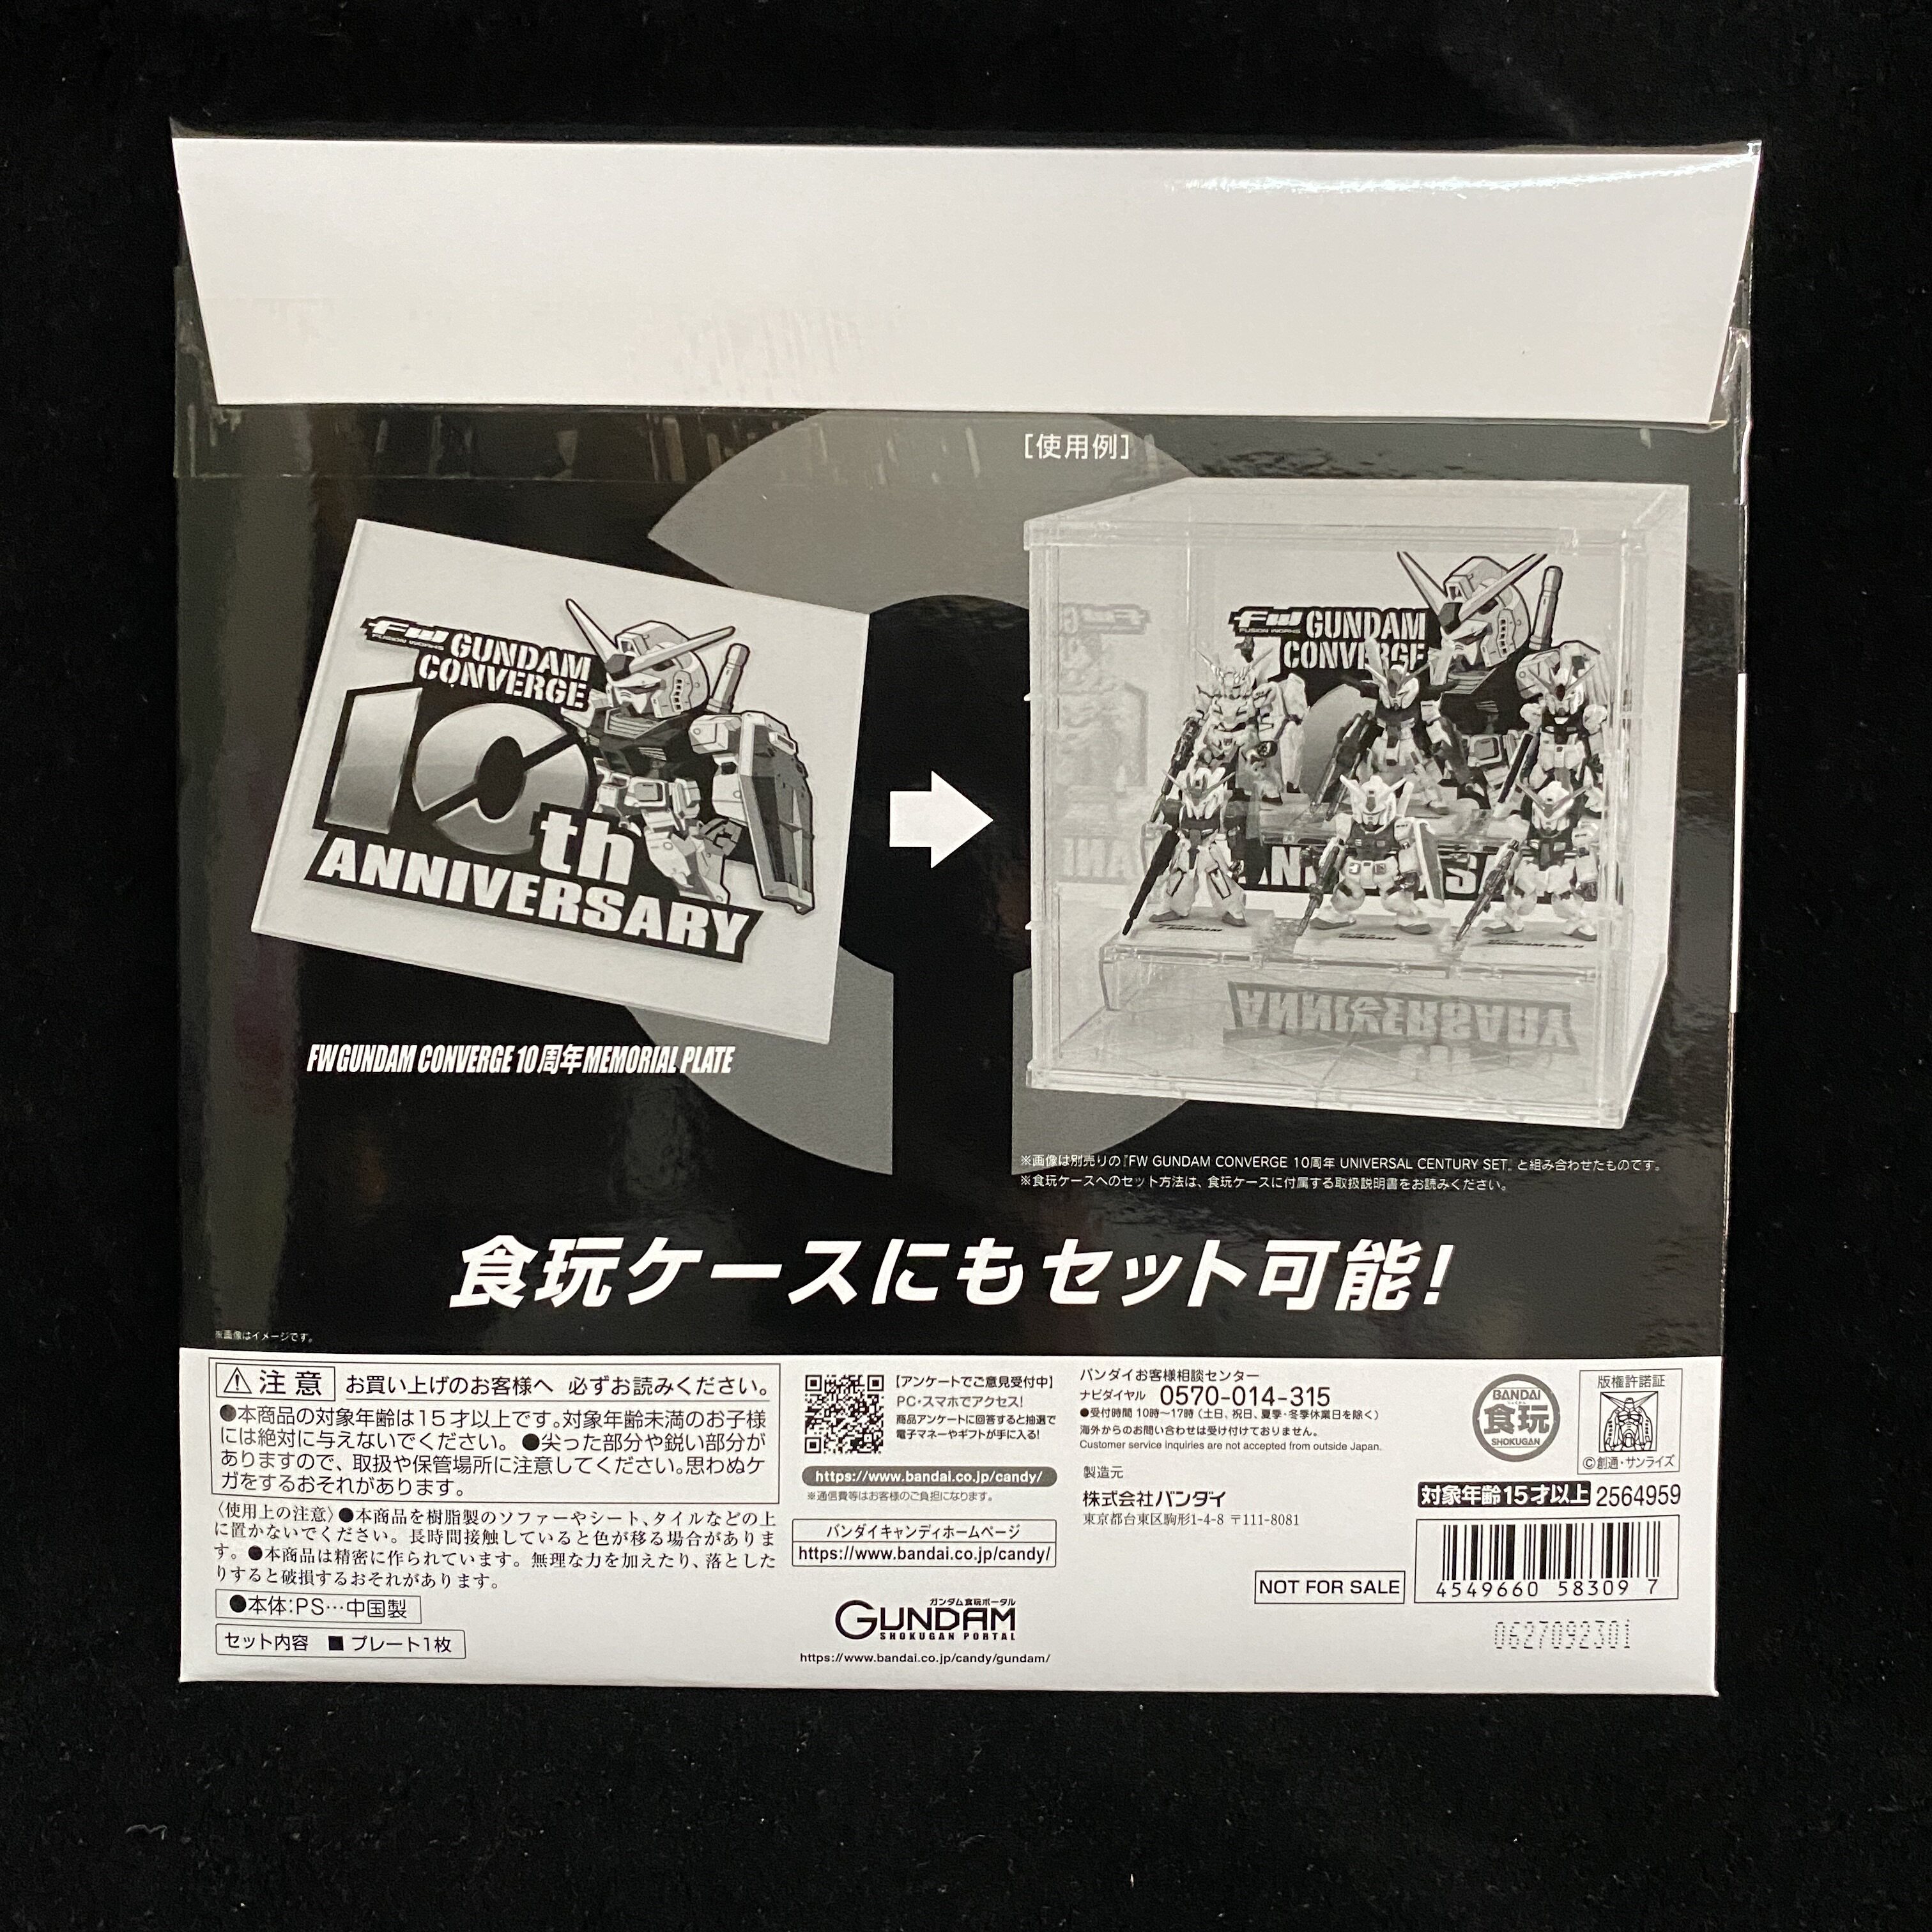 ［使用例］
FW
FUSION WORKS
GUNDAM
CONVERGE
10th
ANNIVERSARY
FW GUNDAM CONVERGE 10周年 MEMORIAL PLATE
FW
FUSION WORKS
GUNDAM
CONVERGE
ANNIVERSARY
※画像は別売りの『FW GUNDAM CONVERGE 10周年 UNIVERSAL CENTURY SET』と組み合わせたものです。
※食玩ケースへのセット方法は、食玩ケースに付属する取扱説明書をお読みください。
食玩ケースにもセット可能！
※画像はイメージです。
⚠注意 お買い上げのお客様へ 必ずお読みください。
●本商品の対象年齢は15才以上です。対象年齢未満のお子様
には絶対に与えないでください。 ●尖った部分や鋭い部分が
ありますので、取扱や保管場所に注意してください。思わぬケ
ガをするおそれがあります。
〈使用上の注意〉●本商品を樹脂製のソファーやシート、タイルなどの上
に置かないでください。長時間接触していると色が移る場合がありま
す。●本商品は精密に作られています。無理な力を加えたり、落とした
りすると破損するおそれがあります。
●本体：PS…中国製
セット内容 ■ プレート1枚
【アンケートでご意見受付中】
PC・スマホでアクセス！
商品アンケートに回答すると抽選で
電子マネーやギフトが手に入る！
https://www.bandai.co.jp/candy/
※通信費等はお客様のご負担になります。
バンダイキャンディホームページ
https://www.bandai.co.jp/candy/
ガンダム食玩ポータル
GUNDAM
SHOKUGAN PORTAL
https://www.bandai.co.jp/candy/gundam/
バンダイお客様相談センター
ナビダイヤル 0570-014-315
●受付時間 10時～17時（土日、祝日、夏季・冬季休業日を除く）
海外からのお問い合わせは受け付けておりません。
Customer service inquiries are not accepted from outside Japan.
製造元
株式会社バンダイ
東京都台東区駒形1-4-8 〒111-8081
NOT FOR SALE
BANDAI
食玩
SHOKUGAN
版権許諾証
©創通・サンライズ
対象年齢15才以上 2564959
4549660 58309 7
0627092301